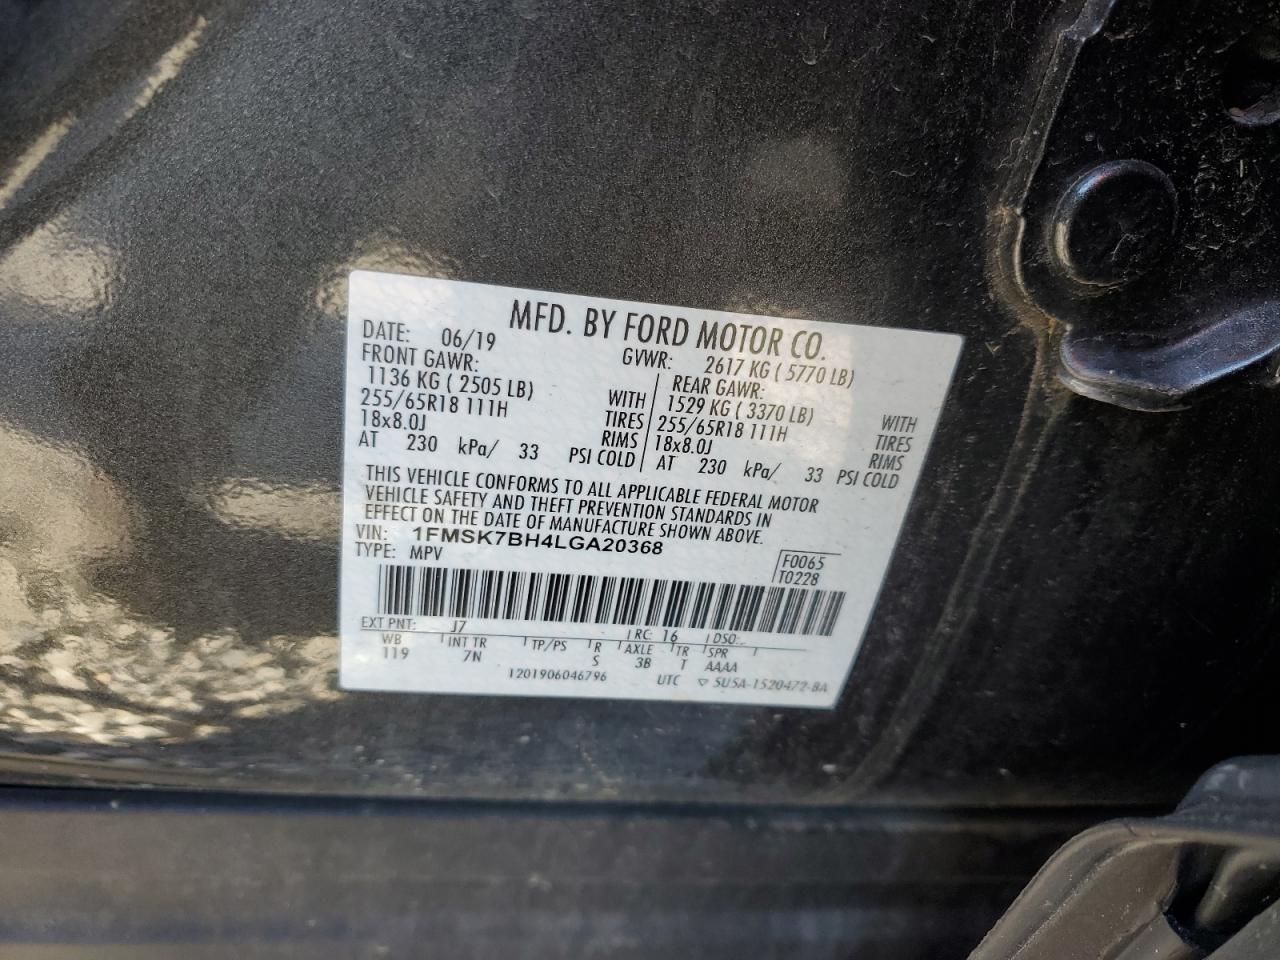 MFD. BY FORD MOTOR CO.
DATE: 06/19 GVWR: 2617 KG ( 5770 LB)
FRONT GAWR: REAR GAWR:
1136 KG ( 2505 LB) WITH 1529 KG ( 3370 LB) WITH
255/65R18 111H TIRES 255/65R18 111H TIRES
18x8.0J RIMS 18x8.0J RIMS
AT 230 kPa/ 33 PSI COLD AT 230 kPa/ 33 PSI COLD
THIS VEHICLE CONFORMS TO ALL APPLICABLE FEDERAL MOTOR
VEHICLE SAFETY AND THEFT PREVENTION STANDARDS IN
EFFECT ON THE DATE OF MANUFACTURE SHOWN ABOVE.
VIN: 1FMSK7BH4LGA20368
TYPE: MPV F0065
T0228
EXT PNT: J7 RC: 16 DSO:
WB INT TR TP/PS R AXLE TR SPR
119 7N S 3B T AAAA
1201906046796 UTC ▽ 5U5A-1520472-BA